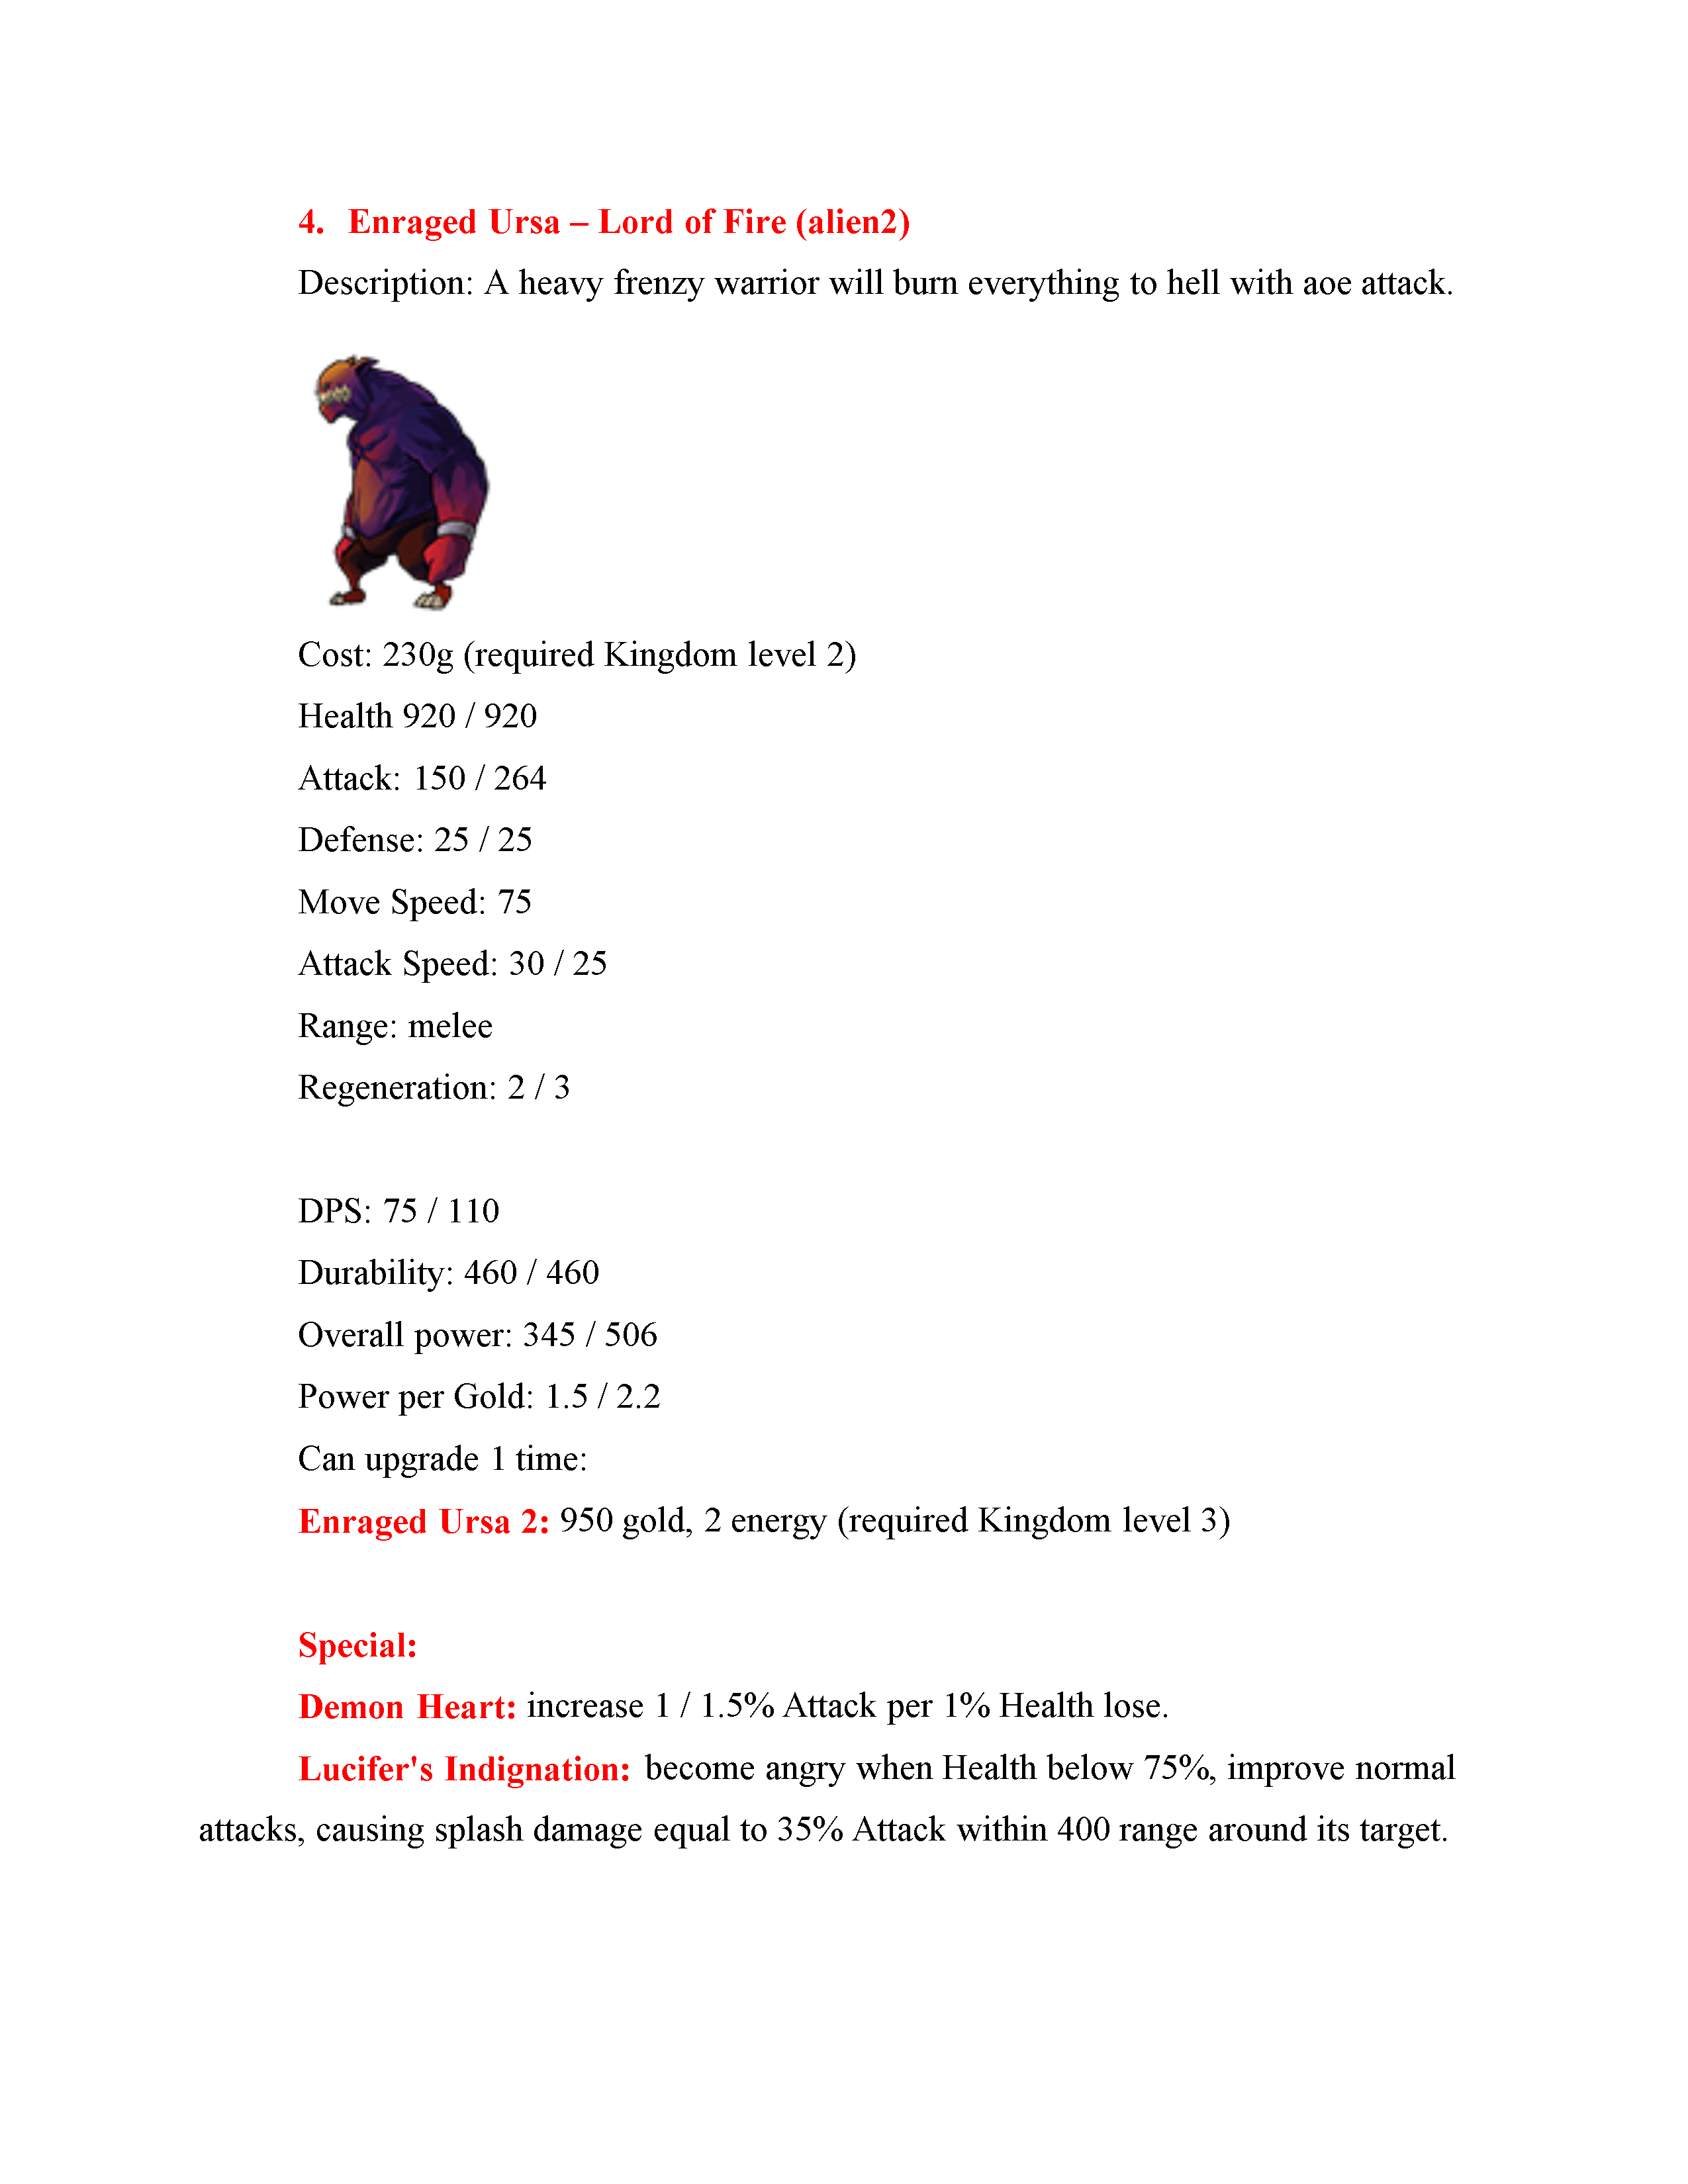 4. Enraged Ursa – Lord of Fire (alien2)
Description: A heavy frenzy warrior will burn everything to hell with aoe attack.
Cost: 230g (required Kingdom level 2)
Health 920 / 920
Attack: 150 / 264
Defense: 25 / 25
Move Speed: 75
Attack Speed: 30 / 25
Range: melee
Regeneration: 2 / 3
DPS: 75 / 110
Durability: 460 / 460
Overall power: 345 / 506
Power per Gold: 1.5 / 2.2
Can upgrade 1 time:
Enraged Ursa 2: 950 gold, 2 energy (required Kingdom level 3)
Special:
Demon Heart: increase 1 / 1.5% Attack per 1% Health lose.
Lucifer's Indignation: become angry when Health below 75%, improve normal
attacks, causing splash damage equal to 35% Attack within 400 range around its target.